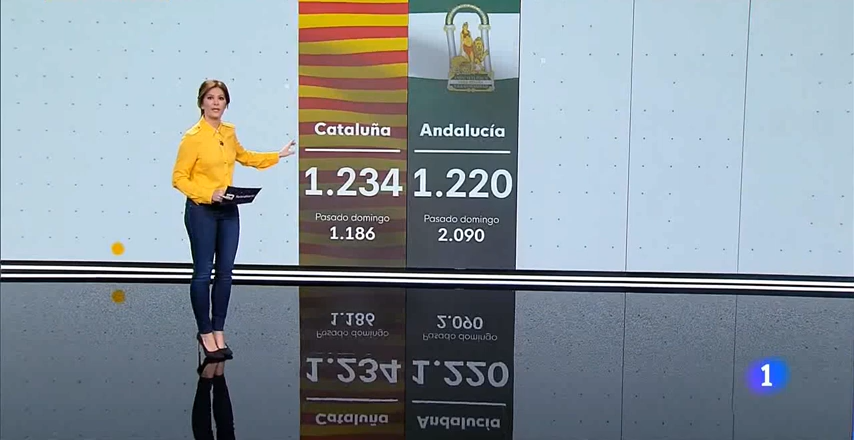 Cataluña
1.234
Pasado domingo
1.186
Andalucía
1.220
Pasado domingo
2.090
1